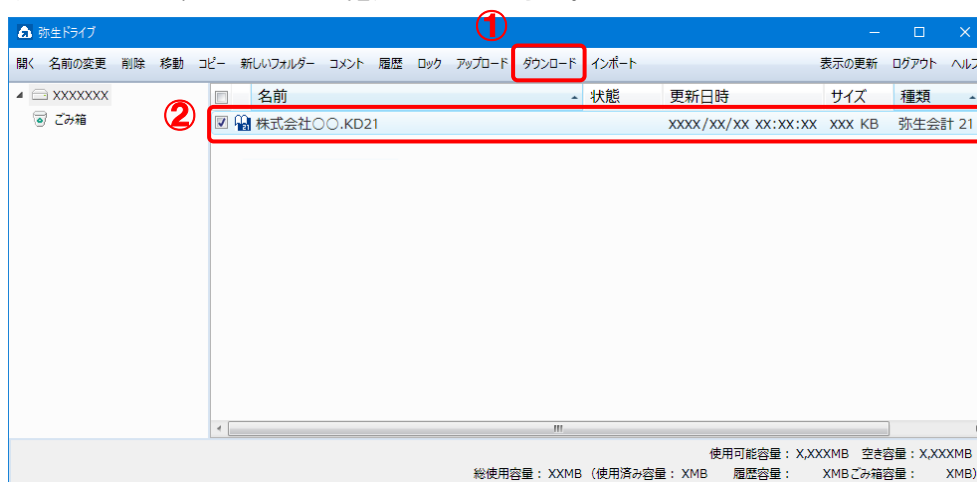 ①
弥生ドライブ
開く 名前の変更 削除 移動 コピー 新しいフォルダー コメント 履歴 ロック アップロード ダウンロード インポート 表示の更新 ログアウト ヘルプ
XXXXXXX
ごみ箱
名前 状態 更新日時 サイズ 種類
②
株式会社○○.KD21 XXXX/XX/XX XX:XX:XX XXX KB 弥生会計 21
使用可能容量: X,XXXMB 空き容量: X,XXXMB
総使用容量: XXMB (使用済み容量: XMB 履歴容量: XMB ごみ箱容量: XMB)